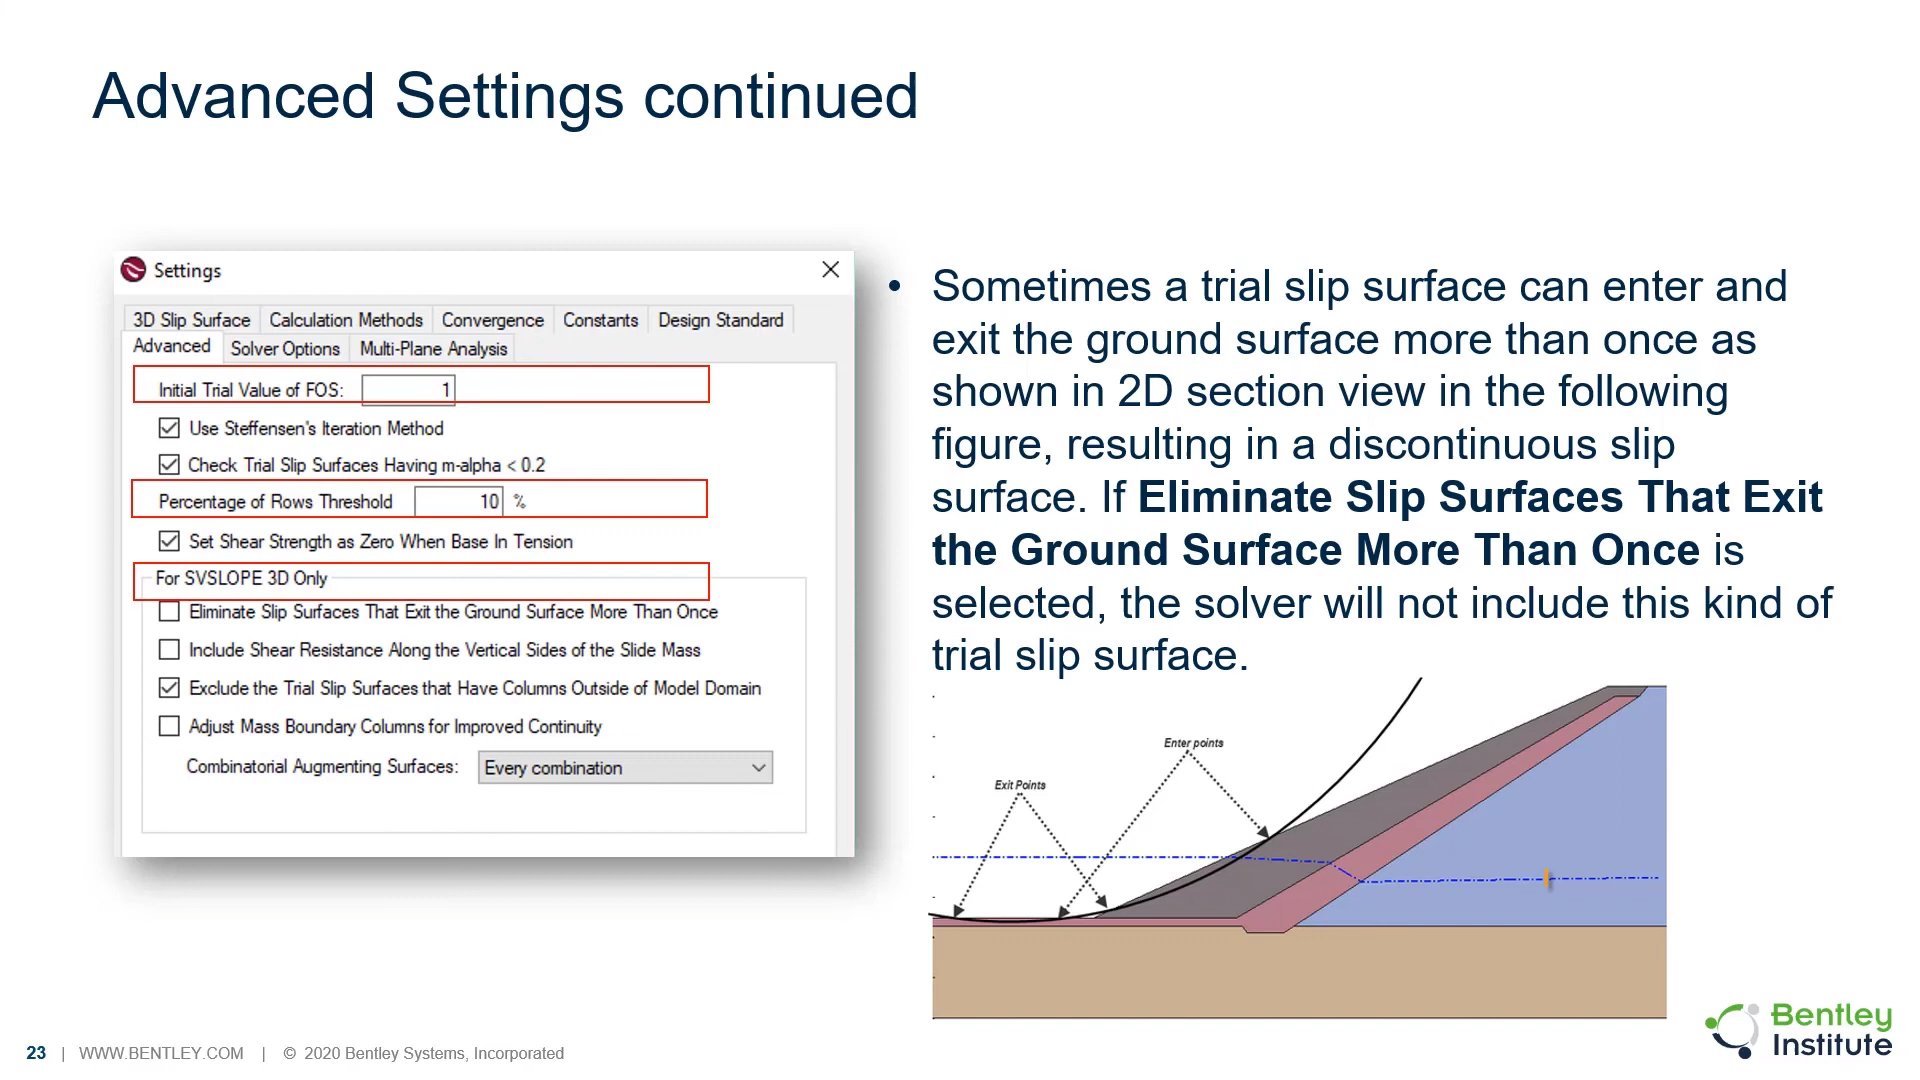 Advanced Settings continued
Settings
3D Slip Surface Calculation Methods Convergence Constants Design Standard
Advanced Solver Options Multi-Plane Analysis
Initial Trial Value of FOS: 1
Use Steffensen's Iteration Method
Check Trial Slip Surfaces Having m-alpha < 0.2
Percentage of Rows Threshold 10 %
Set Shear Strength as Zero When Base In Tension
For SVSLOPE 3D Only
Eliminate Slip Surfaces That Exit the Ground Surface More Than Once
Include Shear Resistance Along the Vertical Sides of the Slide Mass
Exclude the Trial Slip Surfaces that Have Columns Outside of Model Domain
Adjust Mass Boundary Columns for Improved Continuity
Combinatorial Augmenting Surfaces: Every combination
• Sometimes a trial slip surface can enter and
exit the ground surface more than once as
shown in 2D section view in the following
figure, resulting in a discontinuous slip
surface. If Eliminate Slip Surfaces That Exit
the Ground Surface More Than Once is
selected, the solver will not include this kind of
trial slip surface.
Enter points
Exit Points
23 | WWW.BENTLEY.COM | © 2020 Bentley Systems, Incorporated
Bentley
Institute